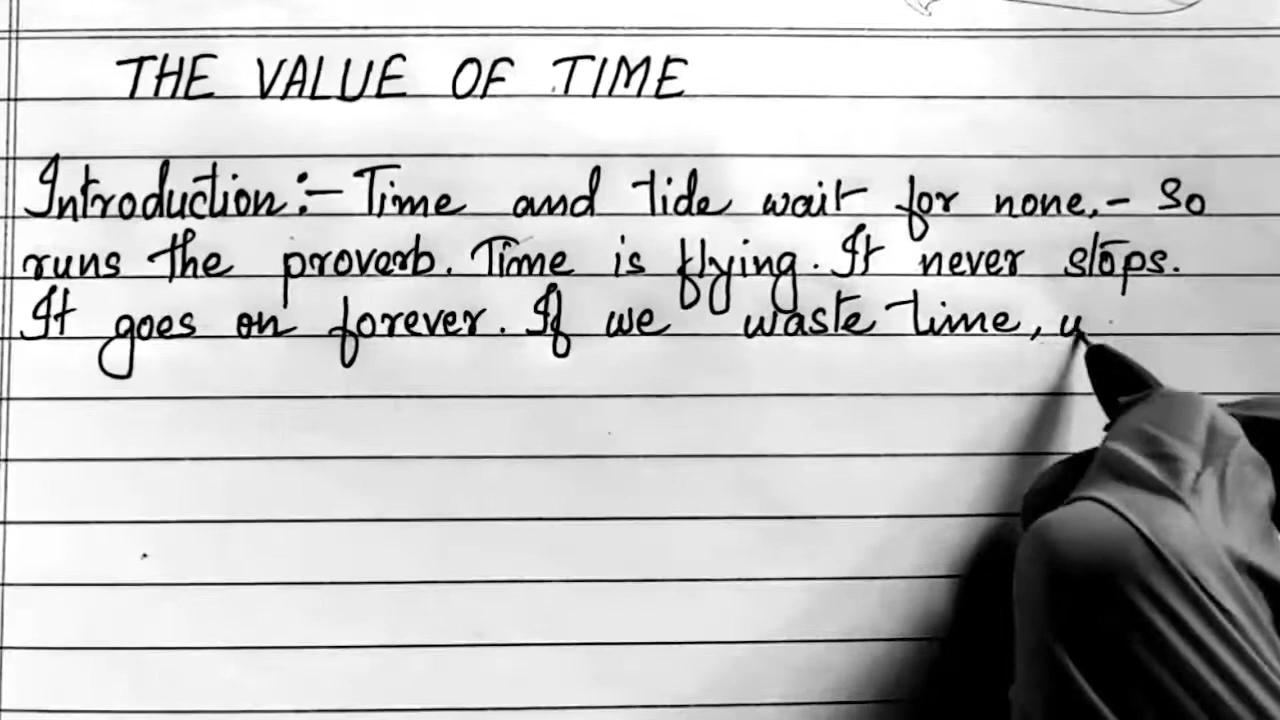 THE VALUE OF TIME
Introduction:- Time and tide wait for none,- So
runs the proverb. Time is flying. It never stops.
It goes on forever. If we waste time,